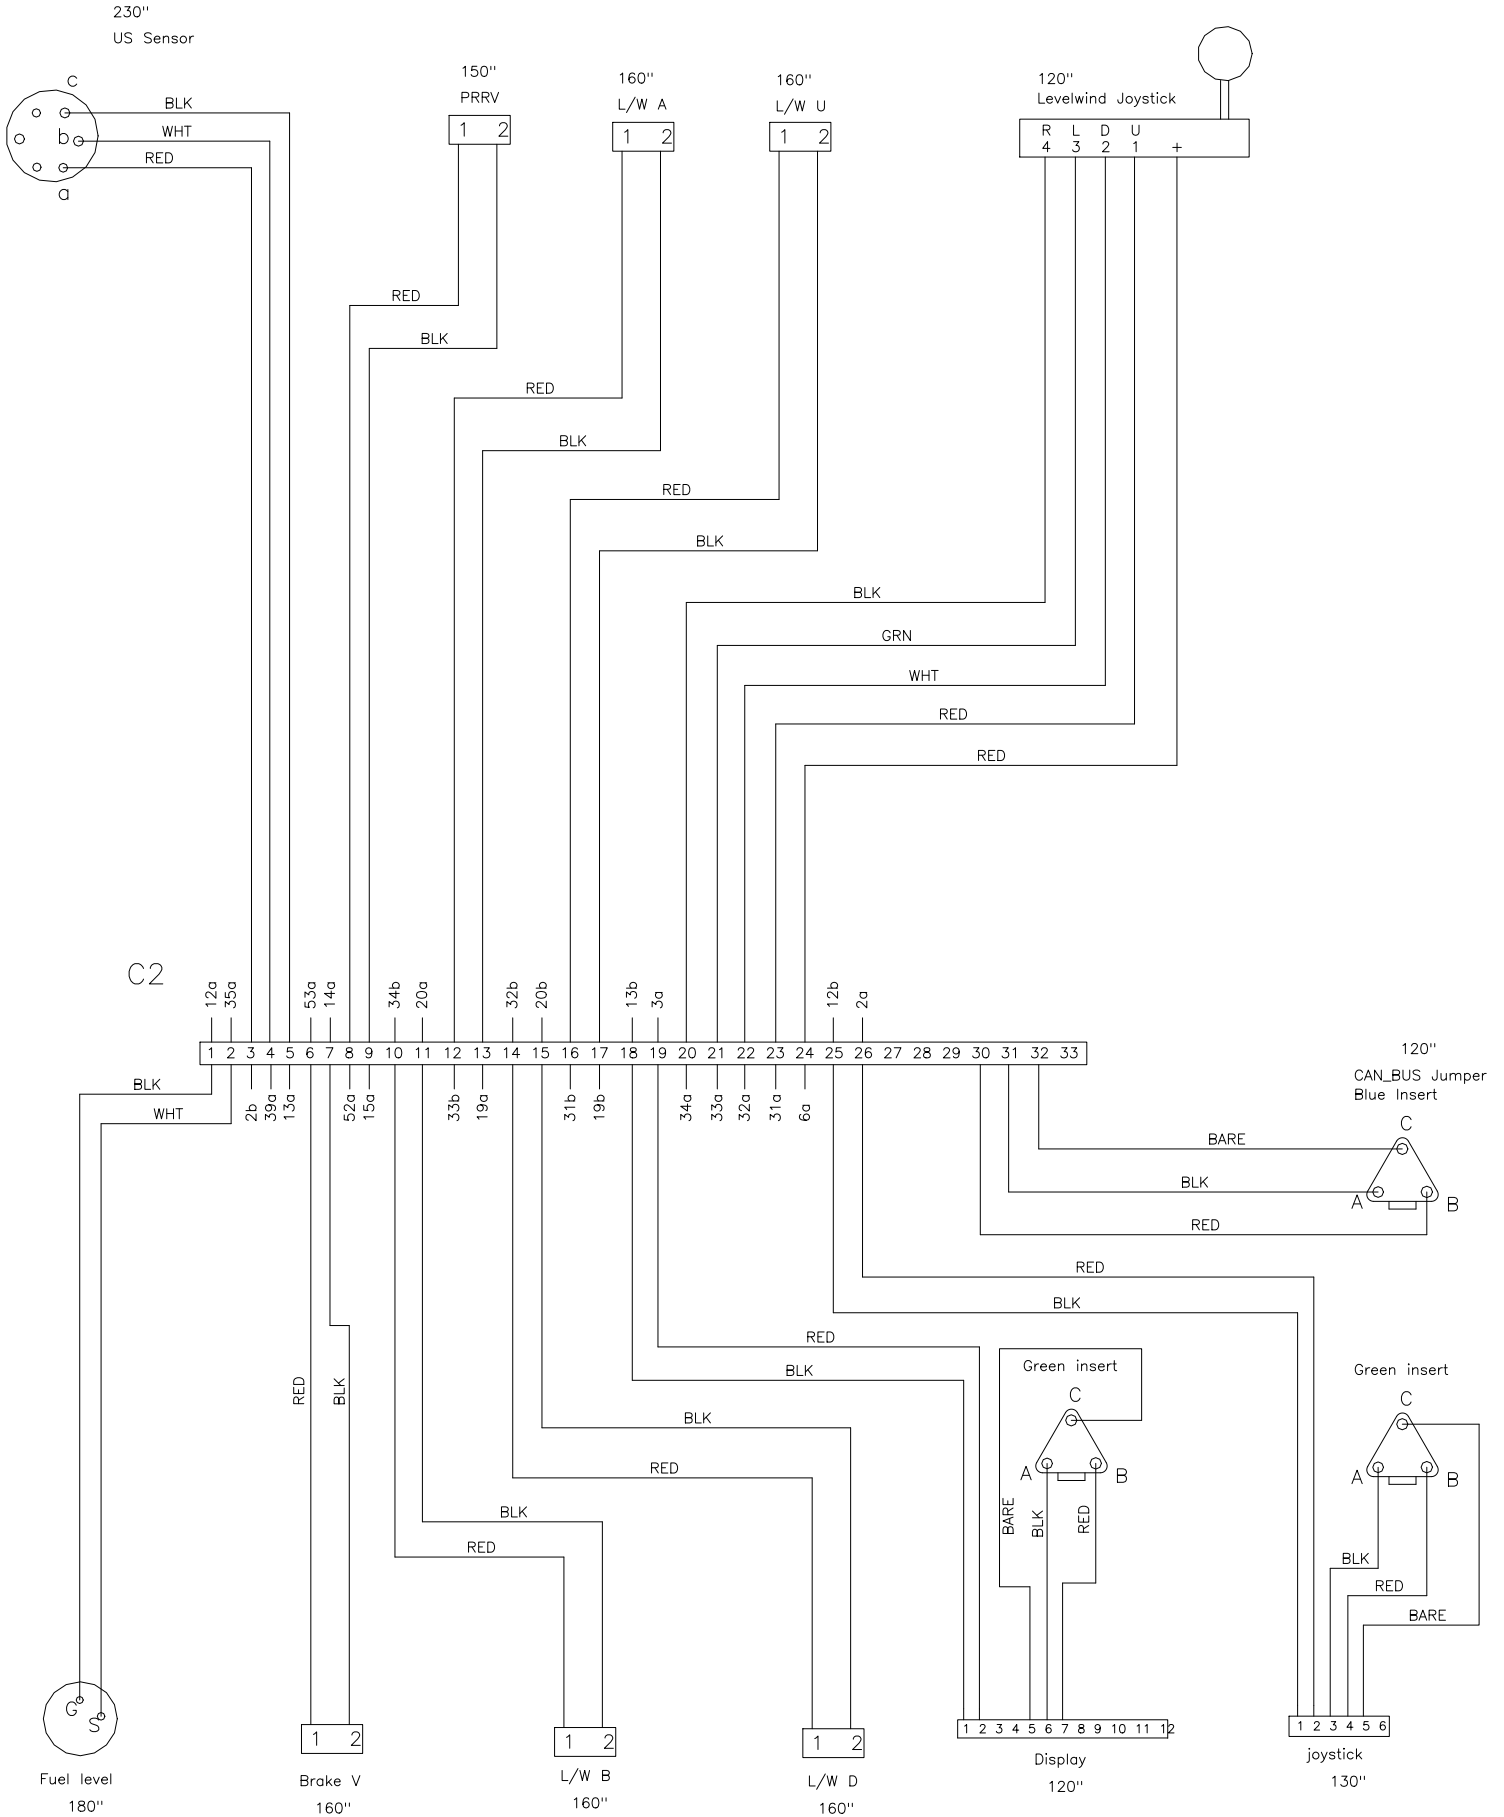 230"
US Sensor
c
b
a
BLK
WHT
RED
150"
PRRV
1 2
160"
L/W A
1 2
160"
L/W U
1 2
120"
Levelwind Joystick
R L D U
4 3 2 1 +
RED
BLK
RED
BLK
RED
BLK
BLK
GRN
WHT
RED
RED
C2
12a 35a 53a 14a 34b 20a 32b 20b 13b 3a 12b 2a
1 2 3 4 5 6 7 8 9 10 11 12 13 14 15 16 17 18 19 20 21 22 23 24 25 26 27 28 29 30 31 32 33
2b 39a 13a 52a 15a 33b 19a 31b 19b 34a 33a 32a 31a 6a
BLK
WHT
120"
CAN_BUS Jumper
Blue Insert
C
A
B
BARE
BLK
RED
RED
BLK
RED
BLK
RED
BLK
BLK
RED
BLK
RED
Green insert
C
A
B
BARE
BLK
RED
Green insert
C
A
B
BLK
RED
BARE
G
S
Fuel level
180"
1 2
Brake V
160"
1 2
L/W B
160"
1 2
L/W D
160"
1 2 3 4 5 6 7 8 9 10 11 12
Display
120"
1 2 3 4 5 6
joystick
130"